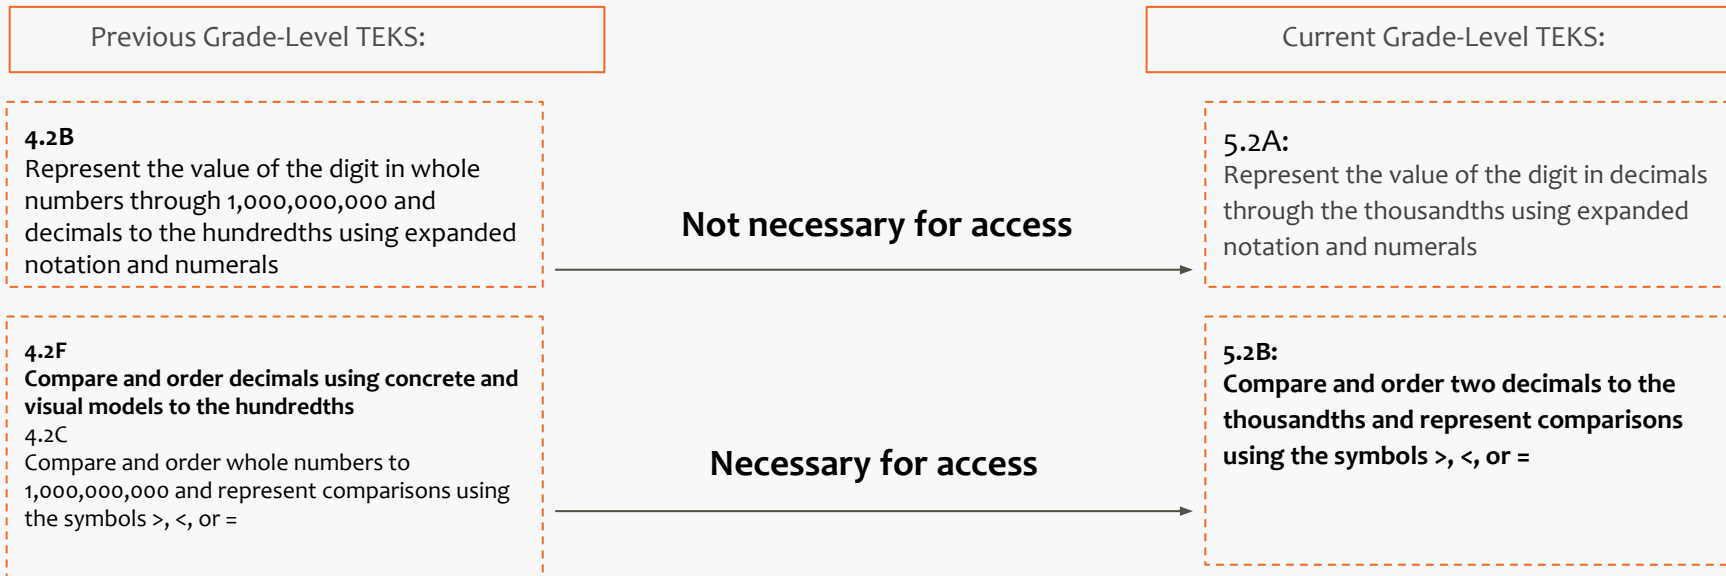 Previous Grade-Level TEKS:
Current Grade-Level TEKS:
4.2B
Represent the value of the digit in whole
numbers through 1,000,000,000 and
decimals to the hundredths using expanded
notation and numerals
Not necessary for access
5.2A:
Represent the value of the digit in decimals
through the thousandths using expanded
notation and numerals
4.2F
Compare and order decimals using concrete and
visual models to the hundredths
4.2C
Compare and order whole numbers to
1,000,000,000 and represent comparisons using
the symbols >, <, or =
Necessary for access
5.2B:
Compare and order two decimals to the
thousandths and represent comparisons
using the symbols >, <, or =